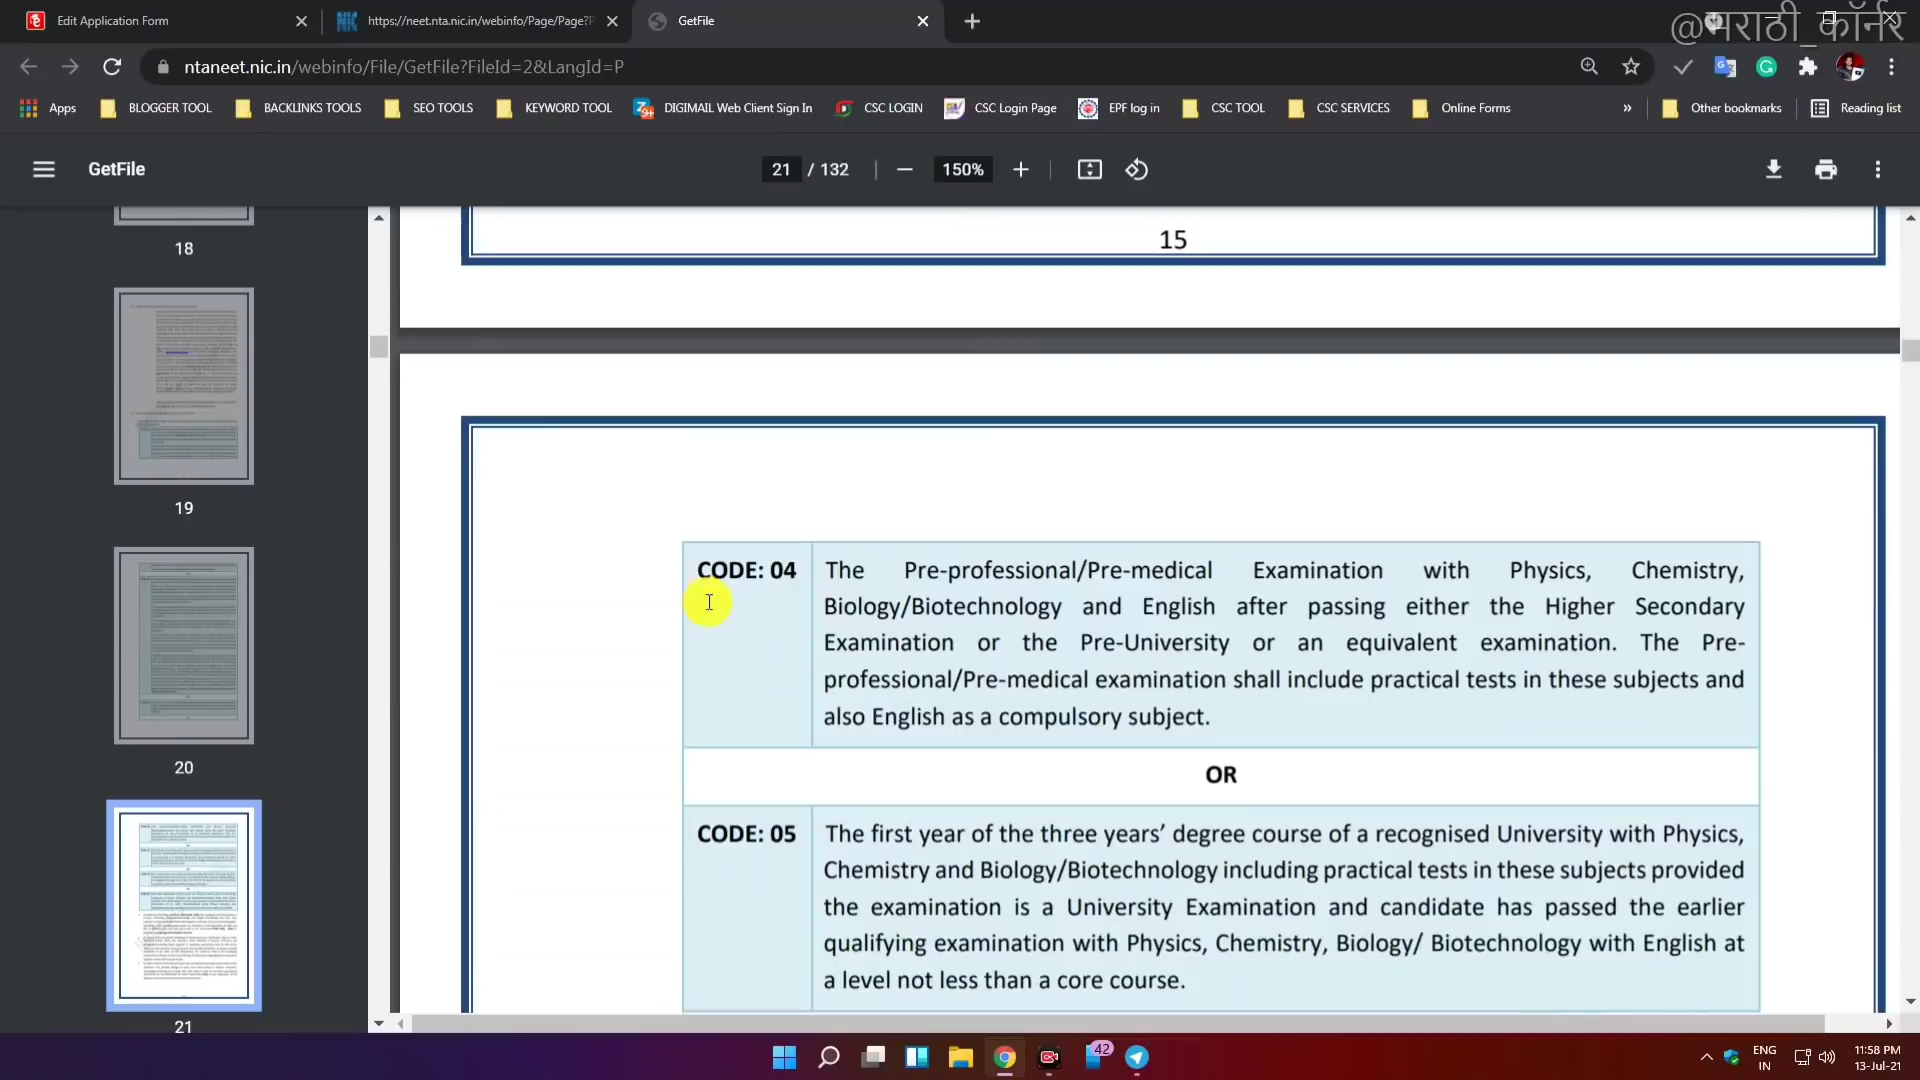 Edit Application Form
https://neet.nta.nic.in/webinfo/Page/Page?P
GetFile
@मराठी_कॉर्नर
ntaneet.nic.in/webinfo/File/GetFile?FileId=2&LangId=P
Apps
BLOGGER TOOL
BACKLINKS TOOLS
SEO TOOLS
KEYWORD TOOL
DIGIMAIL Web Client Sign In
CSC LOGIN
CSC Login Page
EPF log in
CSC TOOL
CSC SERVICES
Online Forms
»
Other bookmarks
Reading list
GetFile
21 / 132
150%
18
19
20
21
15
CODE: 04
The Pre-professional/Pre-medical Examination with Physics, Chemistry,
Biology/Biotechnology and English after passing either the Higher Secondary
Examination or the Pre-University or an equivalent examination. The Pre-
professional/Pre-medical examination shall include practical tests in these subjects and
also English as a compulsory subject.
OR
CODE: 05
The first year of the three years’ degree course of a recognised University with Physics,
Chemistry and Biology/Biotechnology including practical tests in these subjects provided
the examination is a University Examination and candidate has passed the earlier
qualifying examination with Physics, Chemistry, Biology/ Biotechnology with English at
a level not less than a core course.
42
ENG
IN
11:58 PM
13-Jul-21